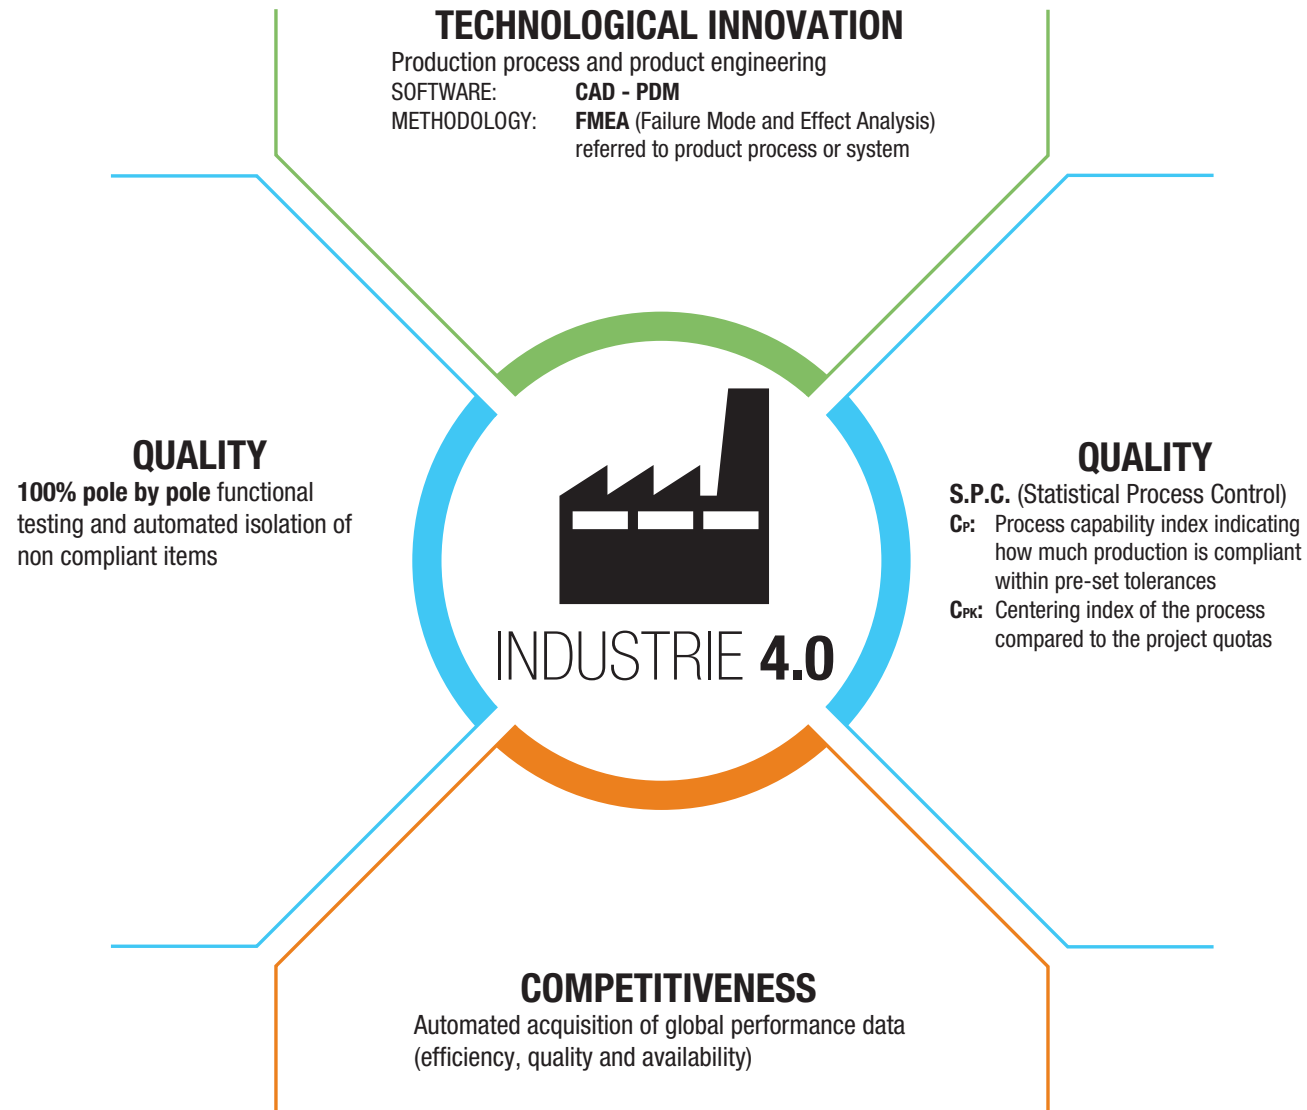 TECHNOLOGICAL INNOVATION
Production process and product engineering
SOFTWARE: CAD - PDM
METHODOLOGY: FMEA (Failure Mode and Effect Analysis)
referred to product process or system
QUALITY
100% pole by pole functional
testing and automated isolation of
non compliant items
QUALITY
S.P.C. (Statistical Process Control)
CP: Process capability index indicating
how much production is compliant
within pre-set tolerances
CPK: Centering index of the process
compared to the project quotas
INDUSTRIE 4.0
COMPETITIVENESS
Automated acquisition of global performance data
(efficiency, quality and availability)